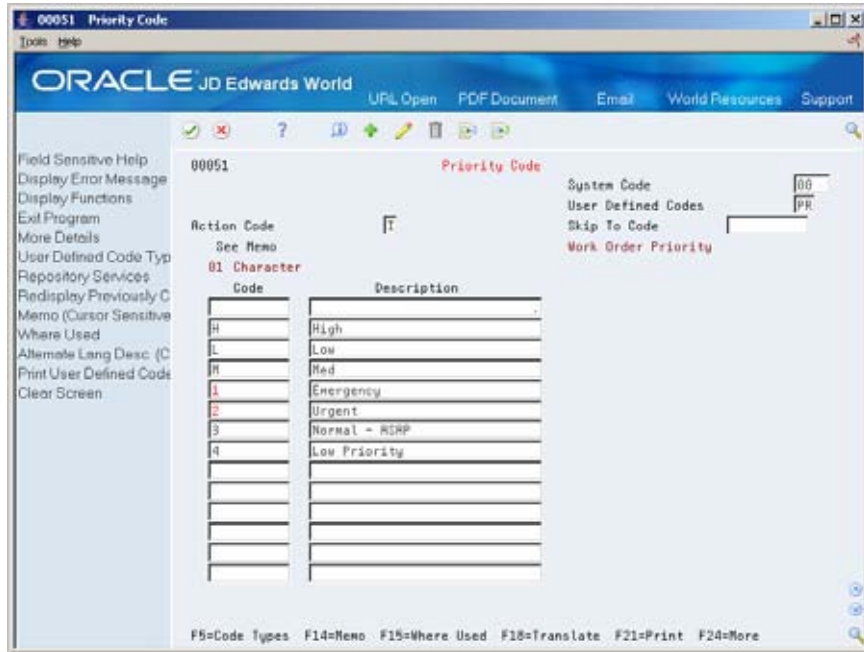 00051 Priority Code
Tools Help
ORACLE JD Edwards World
URL Open PDF Document Email World Resources Support
Field Sensitive Help
Display Error Message
Display Functions
Exit Program
More Details
User Defined Code Typ
Repository Services
Redisplay Previously C
Memo (Cursor Sensitive
Where Used
Alternate Lang Desc (C
Print User Defined Code
Clear Screen
00051 Priority Code
System Code 00
User Defined Codes PR
Action Code I Skip To Code
See Memo Work Order Priority
01 Character
Code Description
.
H High
L Low
M Med
1 Emergency
2 Urgent
3 Normal - ASAP
4 Low Priority
F5=Code Types F14=Memo F15=Where Used F18=Translate F21=Print F24=More